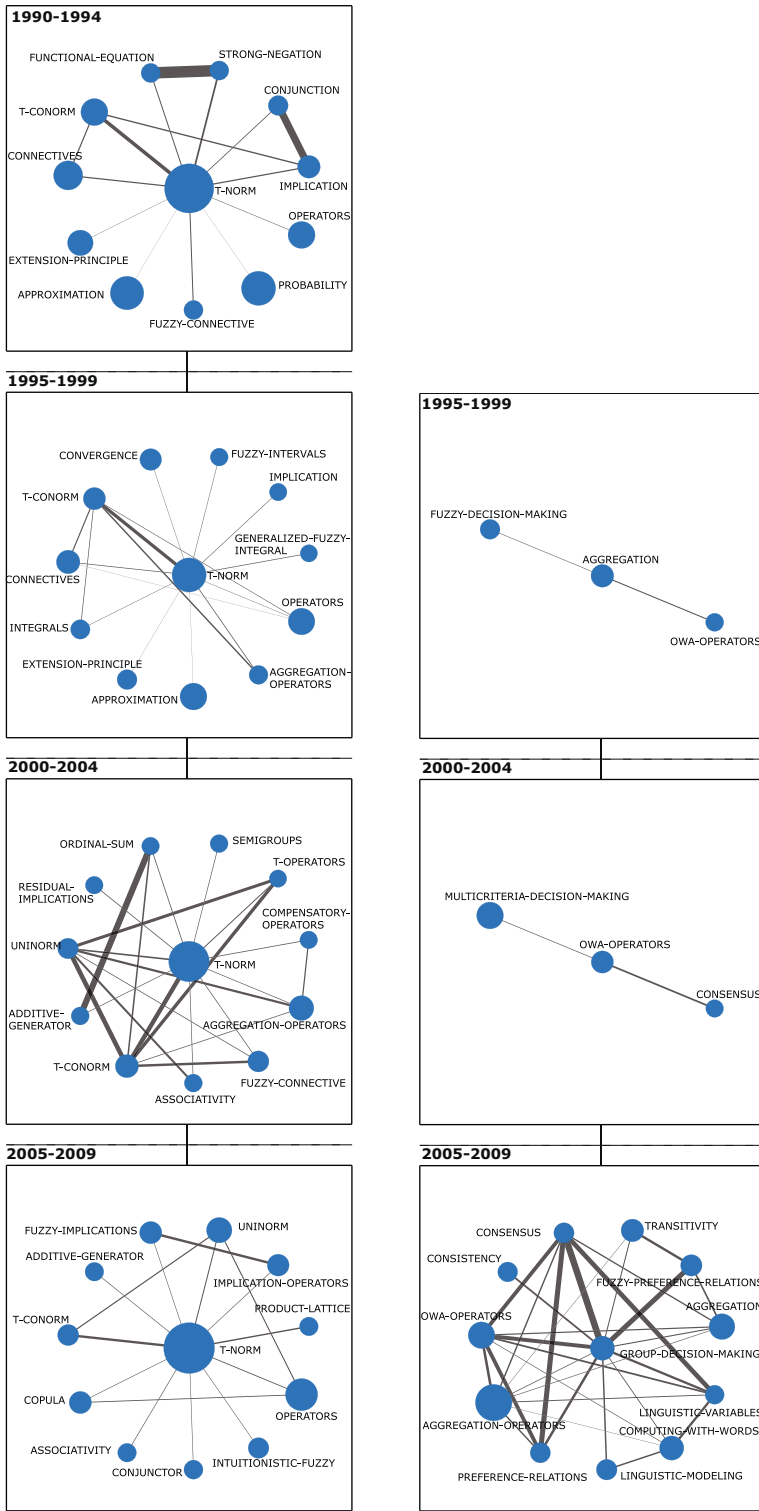 1990-1994
FUNCTIONAL-EQUATION
STRONG-NEGATION
CONJUNCTION
T-CONORM
CONNECTIVES
T-NORM
IMPLICATION
OPERATORS
EXTENSION-PRINCIPLE
APPROXIMATION
PROBABILITY
FUZZY-CONNECTIVE
1995-1999
CONVERGENCE
FUZZY-INTERVALS
IMPLICATION
T-CONORM
GENERALIZED-FUZZY-
INTEGRAL
CONNECTIVES
T-NORM
OPERATORS
INTEGRALS
EXTENSION-PRINCIPLE
AGGREGATION-
OPERATORS
APPROXIMATION
1995-1999
FUZZY-DECISION-MAKING
AGGREGATION
OWA-OPERATORS
2000-2004
ORDINAL-SUM
SEMIGROUPS
T-OPERATORS
RESIDUAL-
IMPLICATIONS
COMPENSATORY-
OPERATORS
UNINORM
T-NORM
ADDITIVE-
GENERATOR
AGGREGATION-OPERATORS
T-CONORM
FUZZY-CONNECTIVE
ASSOCIATIVITY
2000-2004
MULTICRITERIA-DECISION-MAKING
OWA-OPERATORS
CONSENSUS
2005-2009
FUZZY-IMPLICATIONS
UNINORM
ADDITIVE-GENERATOR
IMPLICATION-OPERATORS
PRODUCT-LATTICE
T-CONORM
T-NORM
COPULA
OPERATORS
ASSOCIATIVITY
CONJUNCTOR
INTUITIONISTIC-FUZZY
2005-2009
CONSENSUS
TRANSITIVITY
CONSISTENCY
FUZZY-PREFERENCE-RELATIONS
AGGREGATION
OWA-OPERATORS
GROUP-DECISION-MAKING
LINGUISTIC-VARIABLES
AGGREGATION-OPERATORS
COMPUTING-WITH-WORDS
PREFERENCE-RELATIONS
LINGUISTIC-MODELING